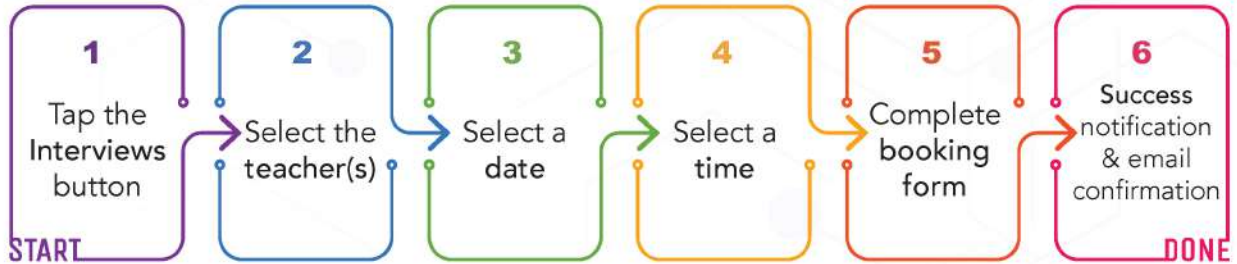 1
Tap the
Interviews
button
START
2
Select the
teacher(s)
3
Select a
date
4
Select a
time
5
Complete
booking
form
6
Success
notification
& email
confirmation
DONE